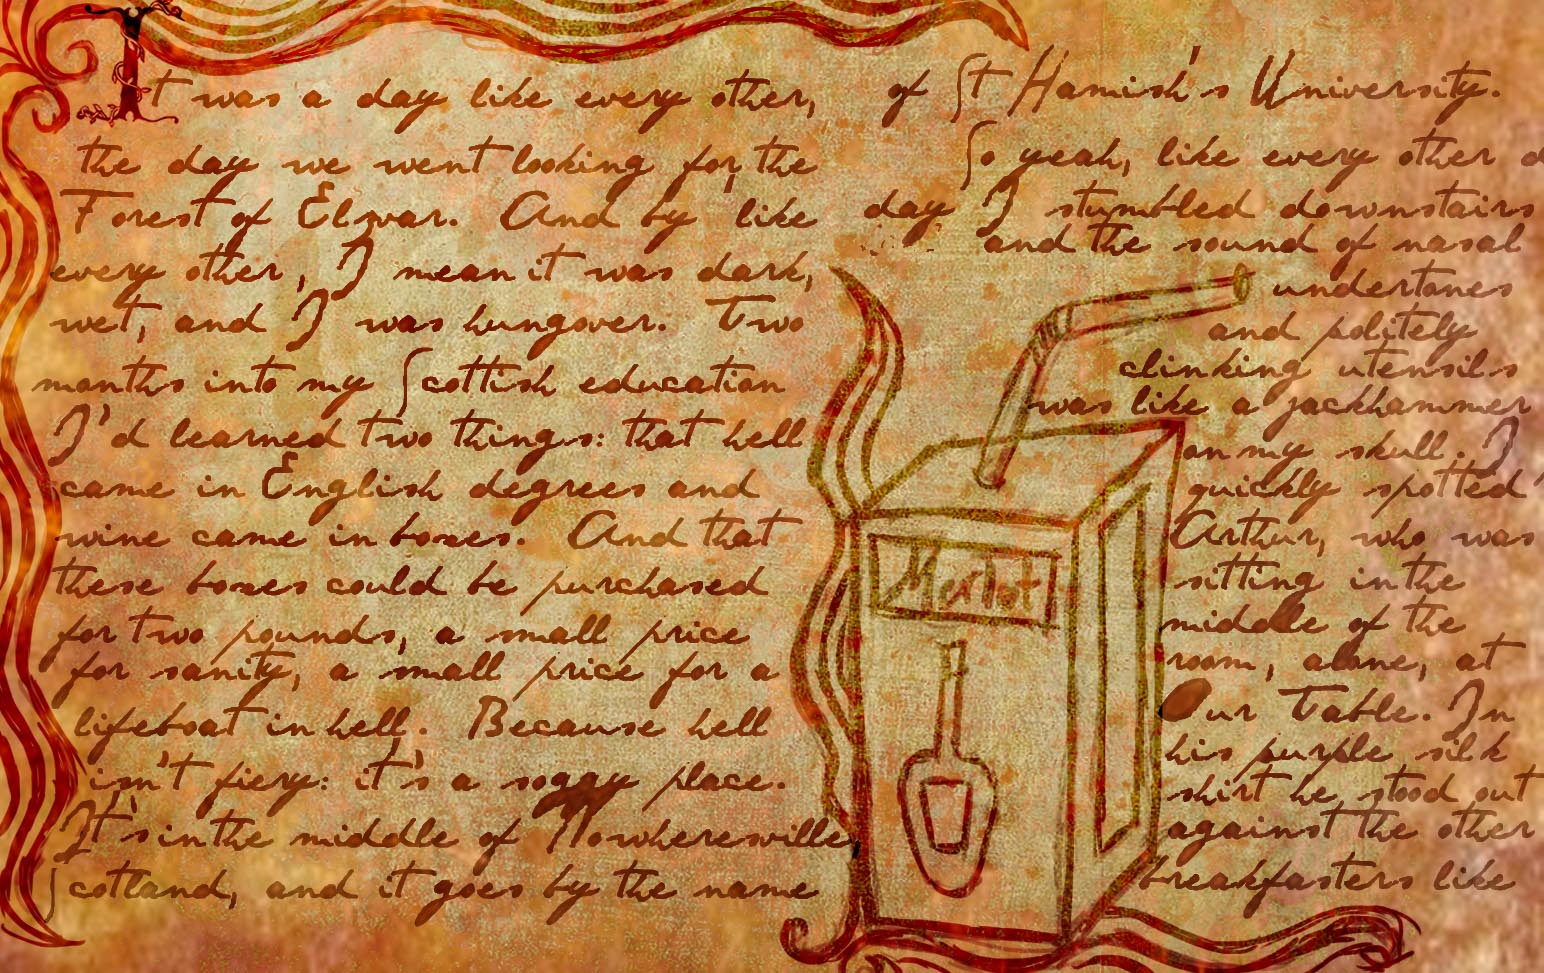 It was a day like every other,
the day we went looking for the
Forest of Elwar. And by like
every other, I mean it was dark,
wet, and I was hungover. Two
months into my Scottish education
I'd learned two things: that hell
came in English degrees and
wine came in boxes. And that
these boxes could be purchased
for two pounds, a small price
for sanity, a small price for a
lifeboat in hell. Because hell
isn't fiery: it's a soggy place.
It's in the middle of Nowheresville,
Scotland, and it goes by the name
of St Hamish's University.
So yeah, like every other
day I stumbled downstairs
and the sound of nasal
undertones
and politely
clinking utensils
was like a jackhammer
on my skull. I
quickly spotted
Arthur, who was
sitting in the
middle of the
room, alone, at
Our Table. In
his purple silk
shirt he stood out
against the other
breakfasters like
Merlot